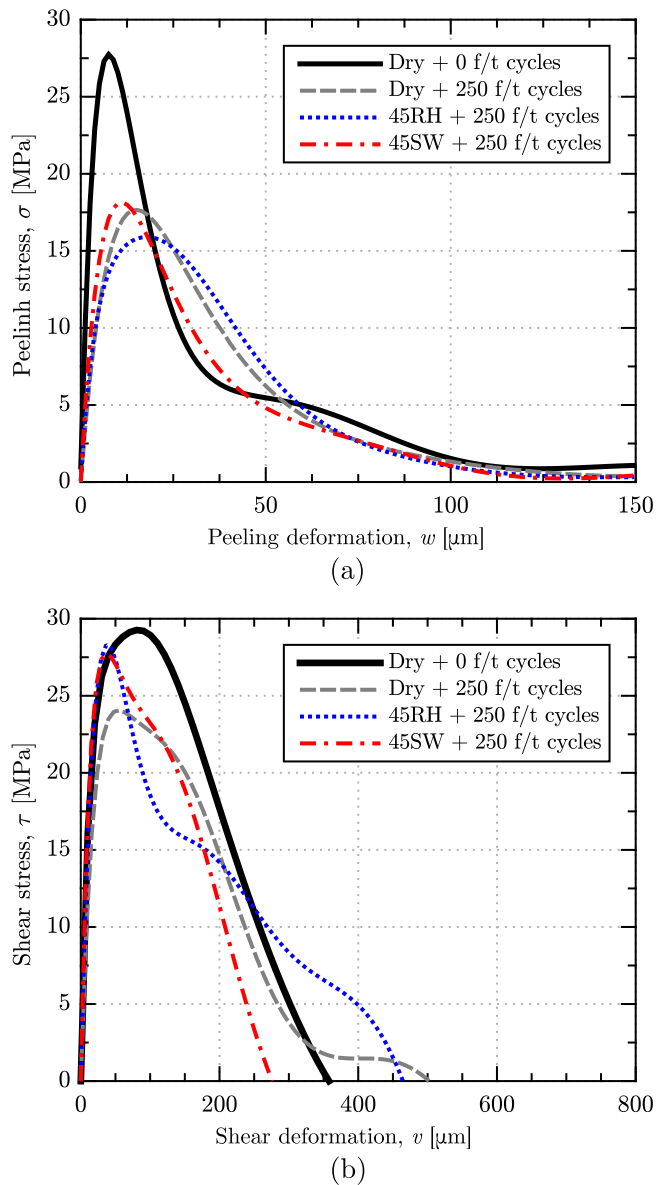 30
25
20
15
10
5
0
Peelinh stress, σ [MPa]
Dry + 0 f/t cycles
Dry + 250 f/t cycles
45RH + 250 f/t cycles
45SW + 250 f/t cycles
0 50 100 150
Peeling deformation, w [μm]
(a)
30
25
20
15
10
5
0
Shear stress, τ [MPa]
Dry + 0 f/t cycles
Dry + 250 f/t cycles
45RH + 250 f/t cycles
45SW + 250 f/t cycles
0 200 400 600 800
Shear deformation, v [μm]
(b)